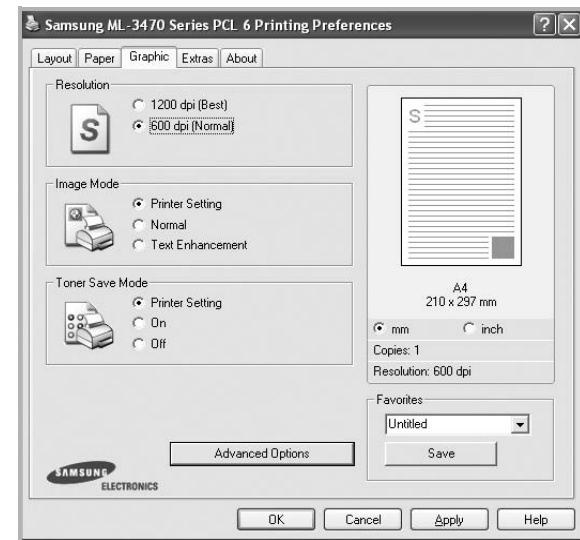 Samsung ML-3470 Series PCL 6 Printing Preferences
Layout Paper Graphic Extras About
Resolution
1200 dpi (Best)
600 dpi (Normal)
S
Image Mode
Printer Setting
Normal
Text Enhancement
Toner Save Mode
Printer Setting
On
Off
S
A4
210 x 297 mm
mm inch
Copies: 1
Resolution: 600 dpi
Favorites
Untitled
Save
Advanced Options
SAMSUNG
ELECTRONICS
OK Cancel Apply Help